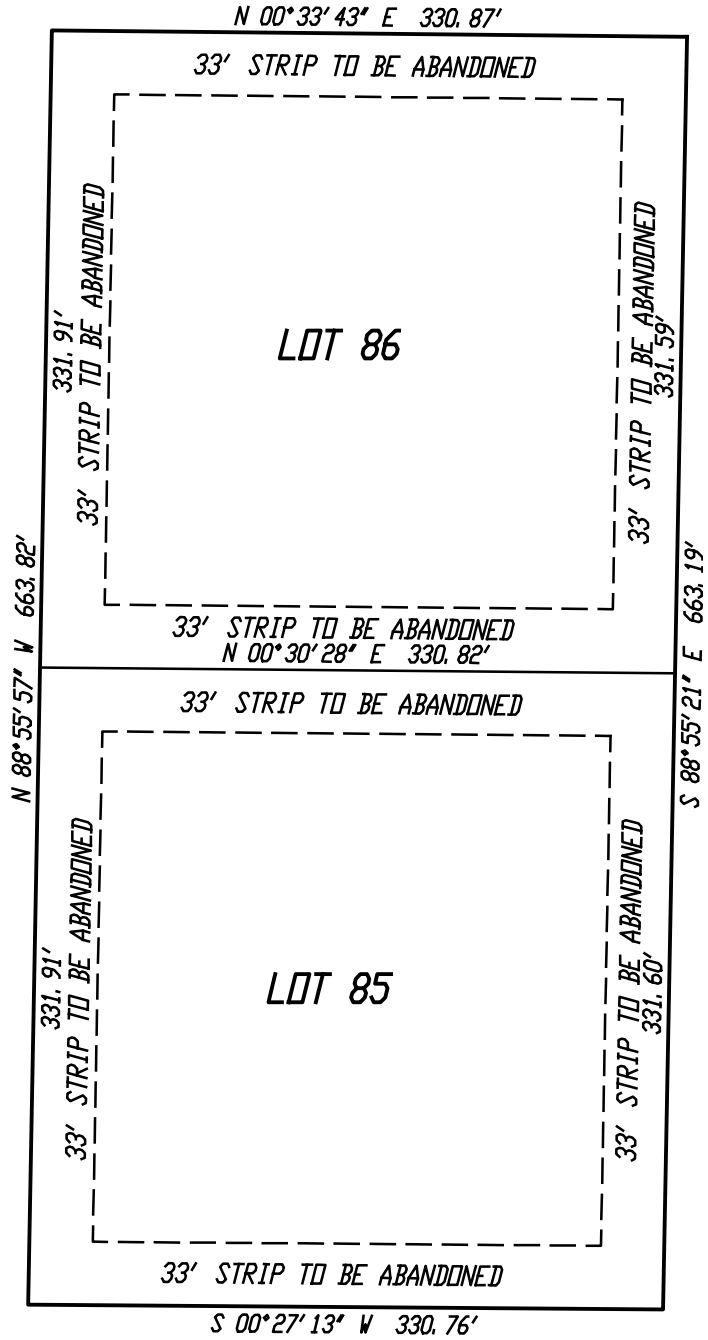 N 00°33'43" E 330.87'
33' STRIP TO BE ABANDONED
33' STRIP TO BE ABANDONED
331.91'
LOT 86
33' STRIP TO BE ABANDONED
331.59'
33' STRIP TO BE ABANDONED
N 00°30'28" E 330.82'
N 88°55'57" W 663.82'
S 88°55'21" E 663.19'
33' STRIP TO BE ABANDONED
33' STRIP TO BE ABANDONED
331.91'
LOT 85
33' STRIP TO BE ABANDONED
331.60'
33' STRIP TO BE ABANDONED
S 00°27'13" W 330.76'